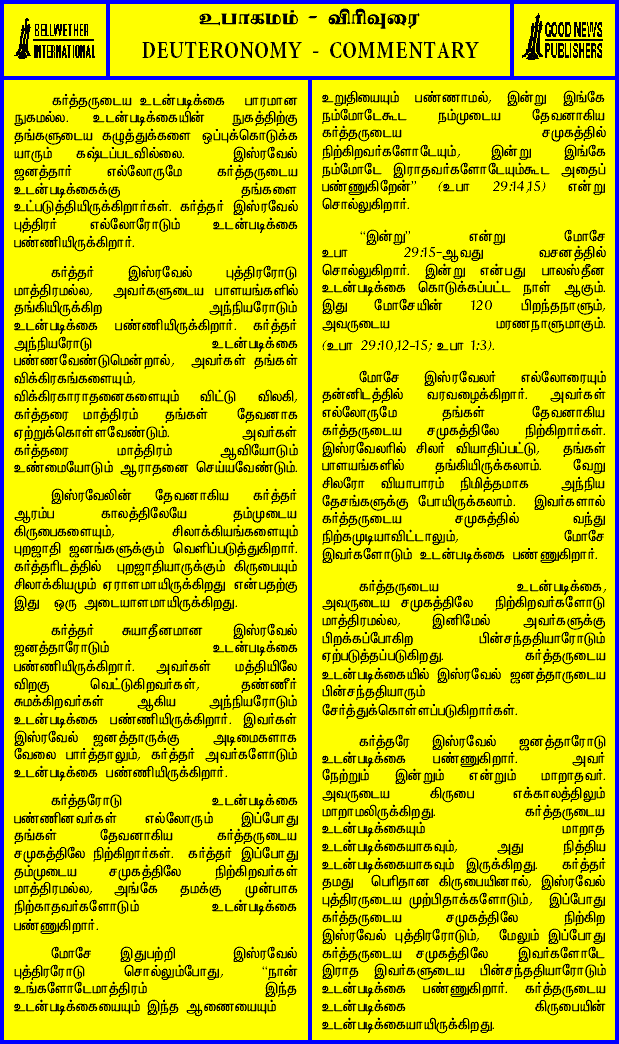 BELLWETHER
INTERNATIONAL
உபாகமம் - விரிவுரை
DEUTERONOMY - COMMENTARY
GOOD NEWS
PUBLISHERS
கர்த்தருடைய உடன்படிக்கை பாரமான
நுகமல்ல. உடன்படிக்கையின் நுகத்திற்கு
தங்களுடைய கழுத்துக்களை ஒப்புக்கொடுக்க
யாரும் கஷ்டப்படவில்லை. இஸ்ரவேல்
ஜனத்தார் எல்லோருமே கர்த்தருடைய
உடன்படிக்கைக்கு தங்களை
உட்படுத்தியிருக்கிறார்கள். கர்த்தர் இஸ்ரவேல்
புத்திரர் எல்லோரோடும் உடன்படிக்கை
பண்ணியிருக்கிறார்.
கர்த்தர் இஸ்ரவேல் புத்திரரோடு
மாத்திரமல்ல, அவர்களுடைய பாளயங்களில்
தங்கியிருக்கிற அந்நியரோடும்
உடன்படிக்கை பண்ணியிருக்கிறார். கர்த்தர்
அந்நியரோடு உடன்படிக்கை
பண்ணவேண்டுமென்றால், அவர்கள் தங்கள்
விக்கிரகங்களையும்,
விக்கிரகாராதனைகளையும் விட்டு விலகி,
கர்த்தரை மாத்திரம் தங்கள் தேவனாக
ஏற்றுக்கொள்ளவேண்டும். அவர்கள்
கர்த்தரை மாத்திரம் ஆவியோடும்
உண்மையோடும் ஆராதனை செய்யவேண்டும்.
இஸ்ரவேலின் தேவனாகிய கர்த்தர்
ஆரம்ப காலத்திலேயே தம்முடைய
கிருபைகளையும், சிலாக்கியங்களையும்
புறஜாதி ஜனங்களுக்கும் வெளிப்படுத்துகிறார்.
கர்த்தரிடத்தில் புறஜாதியாருக்கும் கிருபையும்
சிலாக்கியமும் ஏராளமாயிருக்கிறது என்பதற்கு
இது ஒரு அடையாளமாயிருக்கிறது.
கர்த்தர் சுயாதீனமான இஸ்ரவேல்
ஜனத்தாரோடும் உடன்படிக்கை
பண்ணியிருக்கிறார். அவர்கள் மத்தியிலே
விறகு வெட்டுகிறவர்கள், தண்ணீர்
சுமக்கிறவர்கள் ஆகிய அந்நியரோடும்
உடன்படிக்கை பண்ணியிருக்கிறார். இவர்கள்
இஸ்ரவேல் ஜனத்தாருக்கு அடிமைகளாக
வேலை பார்த்தாலும், கர்த்தர் அவர்களோடும்
உடன்படிக்கை பண்ணியிருக்கிறார்.
கர்த்தரோடு உடன்படிக்கை
பண்ணினவர்கள் எல்லோரும் இப்போது
தங்கள் தேவனாகிய கர்த்தருடைய
சமுகத்திலே நிற்கிறார்கள். கர்த்தர் இப்போது
தம்முடைய சமுகத்திலே நிற்கிறவர்கள்
மாத்திரமல்ல, அங்கே தமக்கு முன்பாக
நிற்காதவர்களோடும் உடன்படிக்கை
பண்ணுகிறார்.
மோசே இதுபற்றி இஸ்ரவேல்
புத்திரரோடு சொல்லும்போது, "நான்
உங்களோடேமாத்திரம் இந்த
உடன்படிக்கையையும் இந்த ஆணையையும்
உறுதியையும் பண்ணாமல், இன்று இங்கே
நம்மோடேகூட நம்முடைய தேவனாகிய
கர்த்தருடைய சமுகத்தில்
நிற்கிறவர்களோடேயும், இன்று இங்கே
நம்மோடே இராதவர்களோடேயும்கூட அதைப்
பண்ணுகிறேன்" (உபா 29:14,15) என்று
சொல்லுகிறார்.
"இன்று" என்று மோசே
உபா 29:15-ஆவது வசனத்தில்
சொல்லுகிறார். இன்று என்பது பாலஸ்தீன
உடன்படிக்கை கொடுக்கப்பட்ட நாள் ஆகும்.
இது மோசேயின் 120 பிறந்தநாளும்,
அவருடைய மரணநாளுமாகும்.
(உபா 29:10,12-15; உபா 1:3).
மோசே இஸ்ரவேலர் எல்லோரையும்
தன்னிடத்தில் வரவழைக்கிறார். அவர்கள்
எல்லோருமே தங்கள் தேவனாகிய
கர்த்தருடைய சமுகத்திலே நிற்கிறார்கள்.
இஸ்ரவேலரில் சிலர் வியாதிப்பட்டு, தங்கள்
பாளயங்களில் தங்கியிருக்கலாம். வேறு
சிலரோ வியாபாரம் நிமித்தமாக அந்நிய
தேசங்களுக்கு போயிருக்கலாம். இவர்களால்
கர்த்தருடைய சமுகத்தில் வந்து
நிற்கமுடியாவிட்டாலும், மோசே
இவர்களோடும் உடன்படிக்கை பண்ணுகிறார்.
கர்த்தருடைய உடன்படிக்கை,
அவருடைய சமுகத்திலே நிற்கிறவர்களோடு
மாத்திரமல்ல, இனிமேல் அவர்களுக்கு
பிறக்கப்போகிற பின்சந்ததியாரோடும்
ஏற்படுத்தப்படுகிறது. கர்த்தருடைய
உடன்படிக்கையில் இஸ்ரவேல் ஜனத்தாருடைய
பின்சந்ததியாரும்
சேர்த்துக்கொள்ளப்படுகிறார்கள்.
கர்த்தரே இஸ்ரவேல் ஜனத்தாரோடு
உடன்படிக்கை பண்ணுகிறார். அவர்
நேற்றும் இன்றும் என்றும் மாறாதவர்.
அவருடைய கிருபை எக்காலத்திலும்
மாறாமலிருக்கிறது. கர்த்தருடைய
உடன்படிக்கையும் மாறாத
உடன்படிக்கையாகவும், அது நித்திய
உடன்படிக்கையாகவும் இருக்கிறது. கர்த்தர்
தமது பெரிதான கிருபையினால், இஸ்ரவேல்
புத்திரருடைய முற்பிதாக்களோடும், இப்போது
கர்த்தருடைய சமுகத்திலே நிற்கிற
இஸ்ரவேல் புத்திரரோடும், மேலும் இப்போது
கர்த்தருடைய சமுகத்திலே இவர்களோடே
இராத இவர்களுடைய பின்சந்ததியாரோடும்
உடன்படிக்கை பண்ணுகிறார். கர்த்தருடைய
உடன்படிக்கை கிருபையின்
உடன்படிக்கையாயிருக்கிறது.